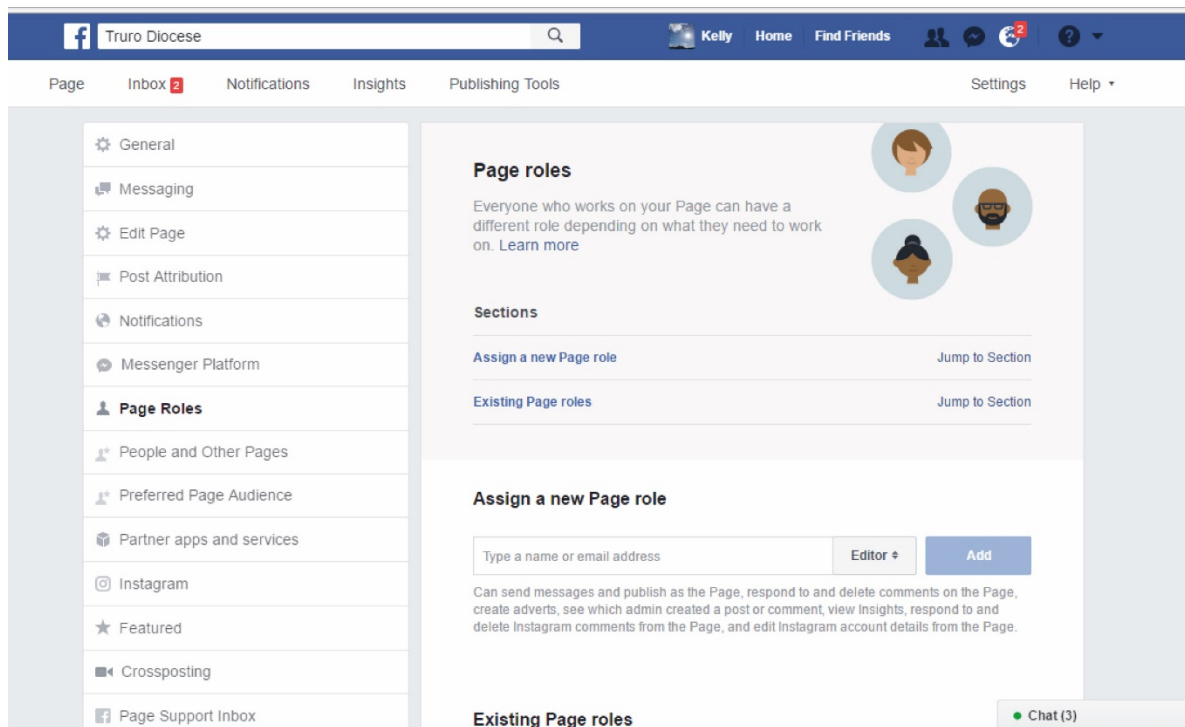 Truro Diocese
Kelly Home Find Friends 2
Page Inbox 2 Notifications Insights Publishing Tools Settings Help
General
Messaging
Edit Page
Post Attribution
Notifications
Messenger Platform
Page Roles
People and Other Pages
Preferred Page Audience
Partner apps and services
Instagram
Featured
Crossposting
Page Support Inbox
Page roles
Everyone who works on your Page can have a
different role depending on what they need to work
on. Learn more
Sections
Assign a new Page role Jump to Section
Existing Page roles Jump to Section
Assign a new Page role
Type a name or email address Editor Add
Can send messages and publish as the Page, respond to and delete comments on the Page,
create adverts, see which admin created a post or comment, view Insights, respond to and
delete Instagram comments from the Page, and edit Instagram account details from the Page.
Existing Page roles
Chat (3)